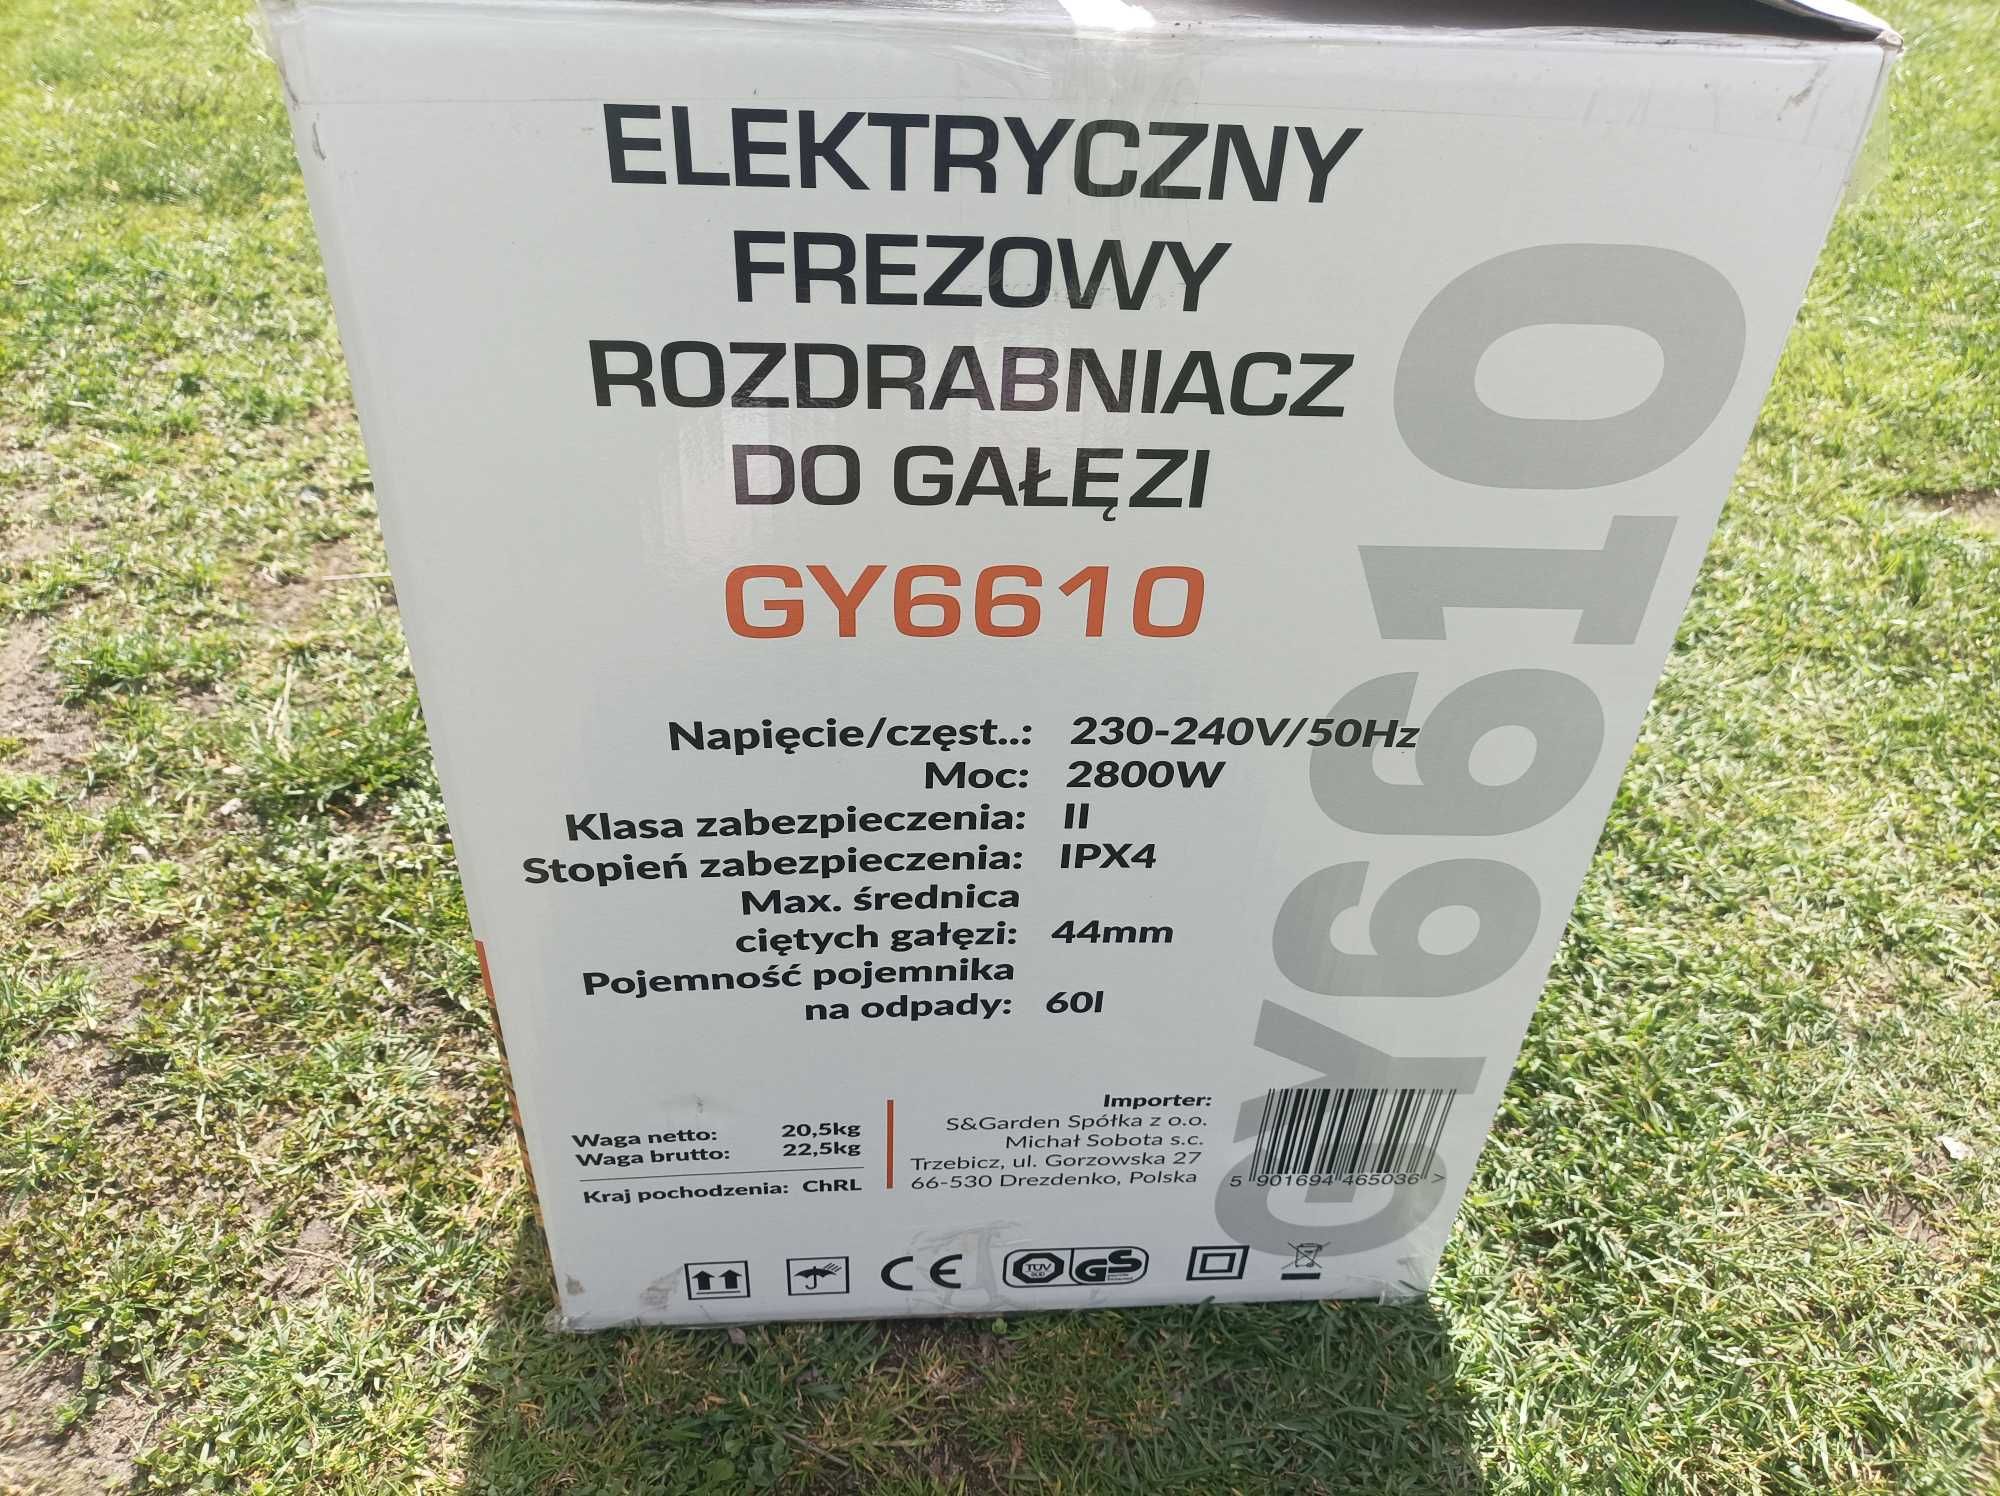 ELEKTRYCZNY
FREZOWY
ROZDRABNIACZ
DO GAŁĘZI
GY6610
Napięcie/częst..: 230-240V/50Hz
Moc: 2800W
Klasa zabezpieczenia: II
Stopień zabezpieczenia: IPX4
Max. średnica
ciętych gałęzi: 44mm
Pojemność pojemnika
na odpady: 60l
GY6610
Waga netto: 20,5kg
Waga brutto: 22,5kg
Kraj pochodzenia: ChRL
Importer:
S&Garden Spółka z o.o.
Michał Sobota s.c.
Trzebicz, ul. Gorzowska 27
66-530 Drezdenko, Polska
5 901694 465036 >
CE
TÜV
SÜD
GS